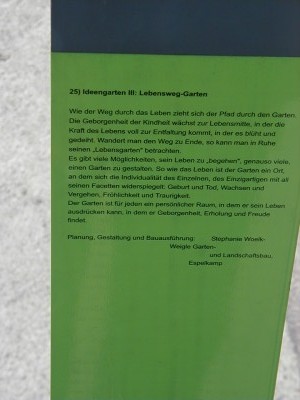 25) Ideengarten III: Lebensweg-Garten
Wie der Weg durch das Leben zieht sich der Pfad durch den Garten.
Die Geborgenheit der Kindheit wächst zur Lebensmitte, in der die
Kraft des Lebens voll zur Entfaltung kommt, in der es blüht und
gedeiht. Wandert man den Weg zu Ende, so kann man in Ruhe
seinen „Lebensgarten" betrachten.
Es gibt viele Möglichkeiten, sein Leben zu „begehen", genauso viele,
einen Garten zu gestalten. So wie das Leben ist der Garten ein Ort,
an dem sich die Individualität des Einzelnen, des Einzigartigen mit all
seinen Facetten widerspiegelt: Geburt und Tod, Wachsen und
Vergehen, Fröhlichkeit und Traurigkeit.
Der Garten ist für jeden ein persönlicher Raum, in dem er sein Leben
ausdrücken kann, in dem er Geborgenheit, Erholung und Freude
findet.
Planung, Gestaltung und Bauausführung: Stephanie
Weigle Garten-
und Landschaftsbau,
Espelkamp